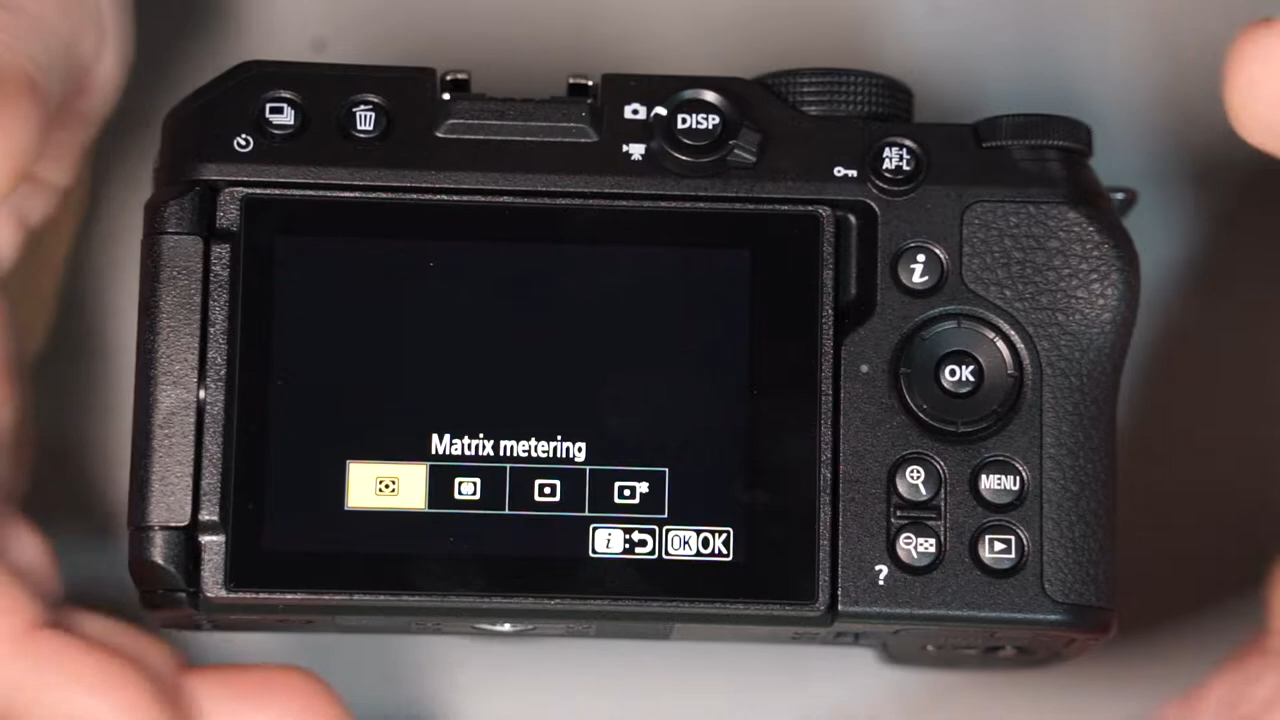 DISP
AE-L
AF-L
i
OK
Matrix metering
MENU
i: OK OK
?